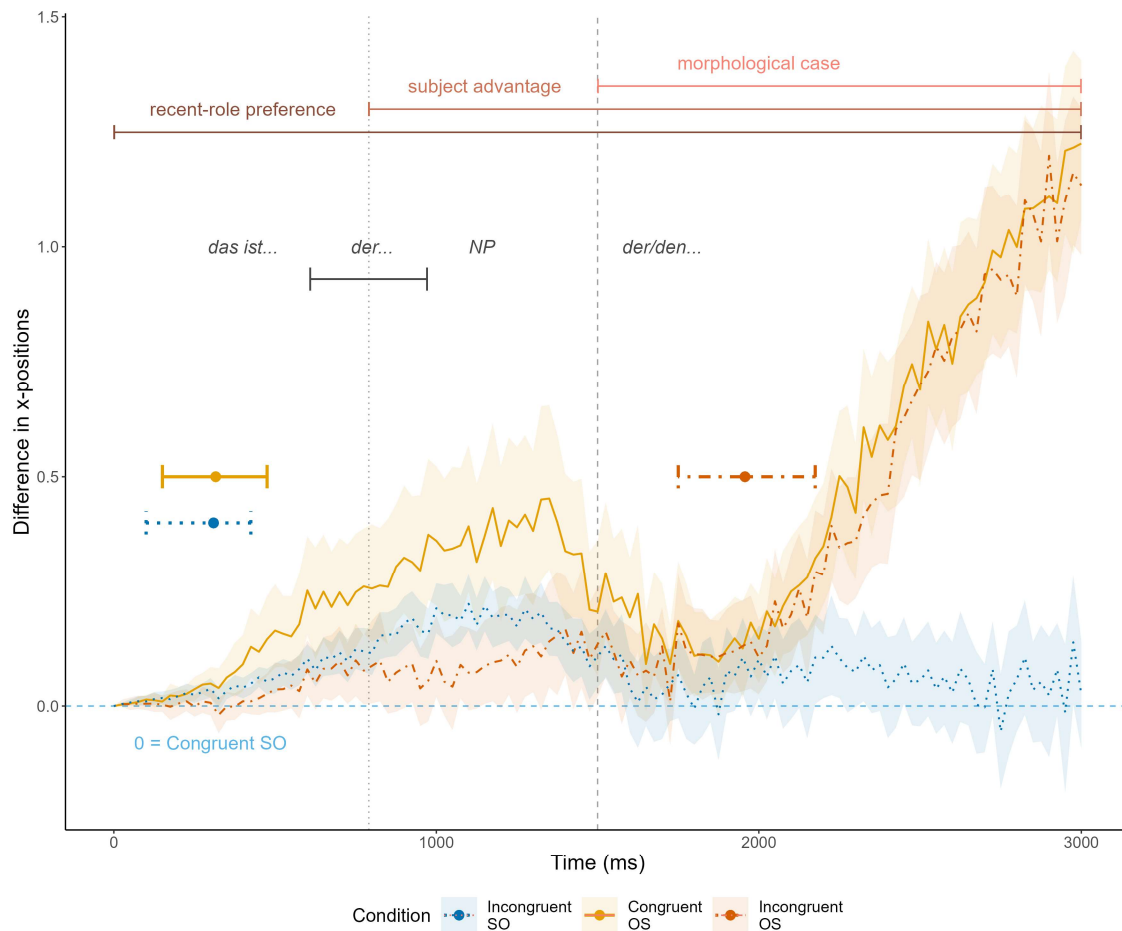 1.5
morphological case
subject advantage
recent-role preference
1.0
das ist...
der...
NP
der/den...
Difference in x-positions
0.5
0.0
0 = Congruent SO
0
1000
2000
3000
Time (ms)
Condition
Incongruent
SO
Congruent
OS
Incongruent
OS